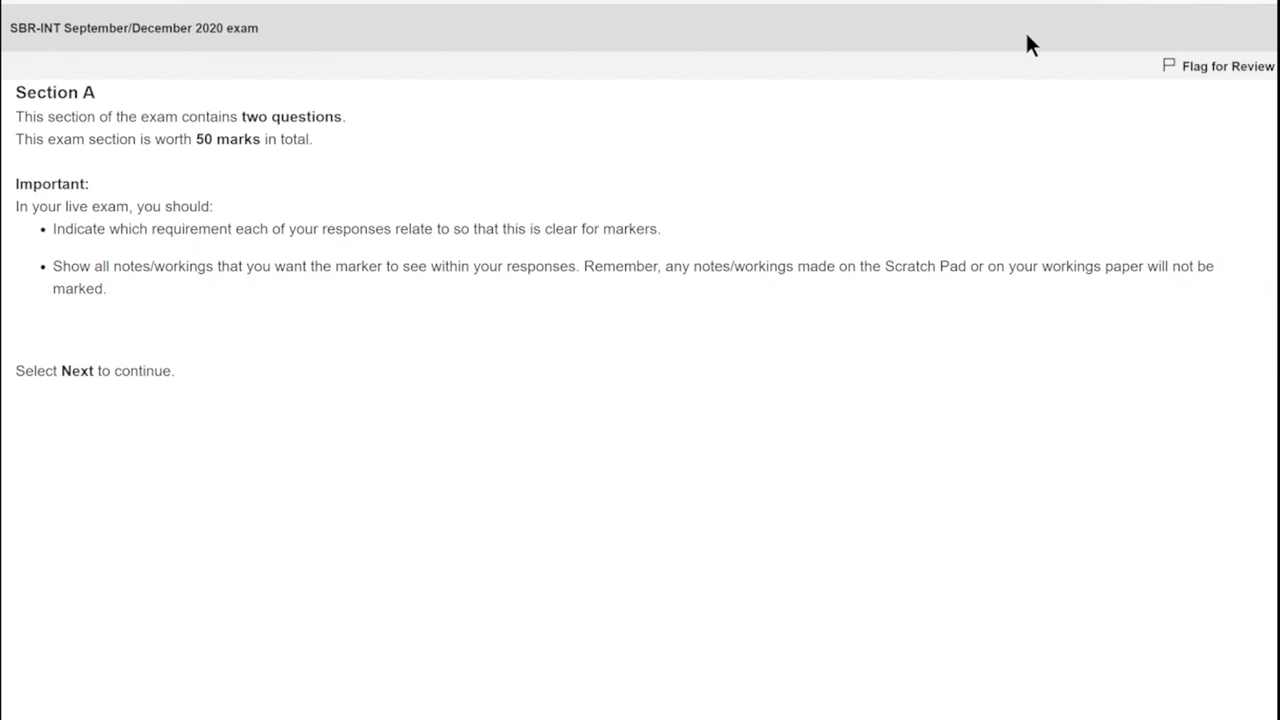 SBR-INT September/December 2020 exam
Flag for Review
Section A
This section of the exam contains two questions.
This exam section is worth 50 marks in total.
Important:
In your live exam, you should:
• Indicate which requirement each of your responses relate to so that this is clear for markers.
• Show all notes/workings that you want the marker to see within your responses. Remember, any notes/workings made on the Scratch Pad or on your workings paper will not be
marked.
Select Next to continue.